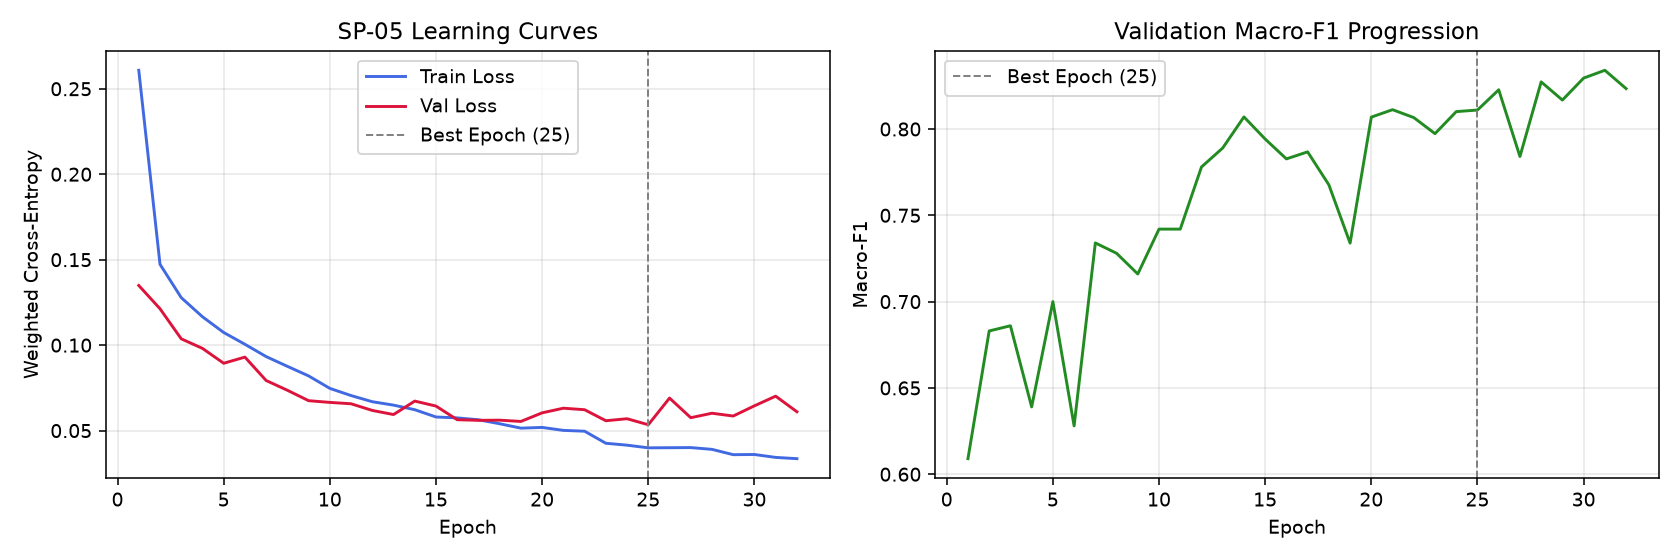 SP-05 Learning Curves
Train Loss
Val Loss
Best Epoch (25)
Weighted Cross-Entropy
0.25
0.20
0.15
0.10
0.05
0 5 10 15 20 25 30
Epoch
Validation Macro-F1 Progression
Best Epoch (25)
Macro-F1
0.80
0.75
0.70
0.65
0.60
0 5 10 15 20 25 30
Epoch